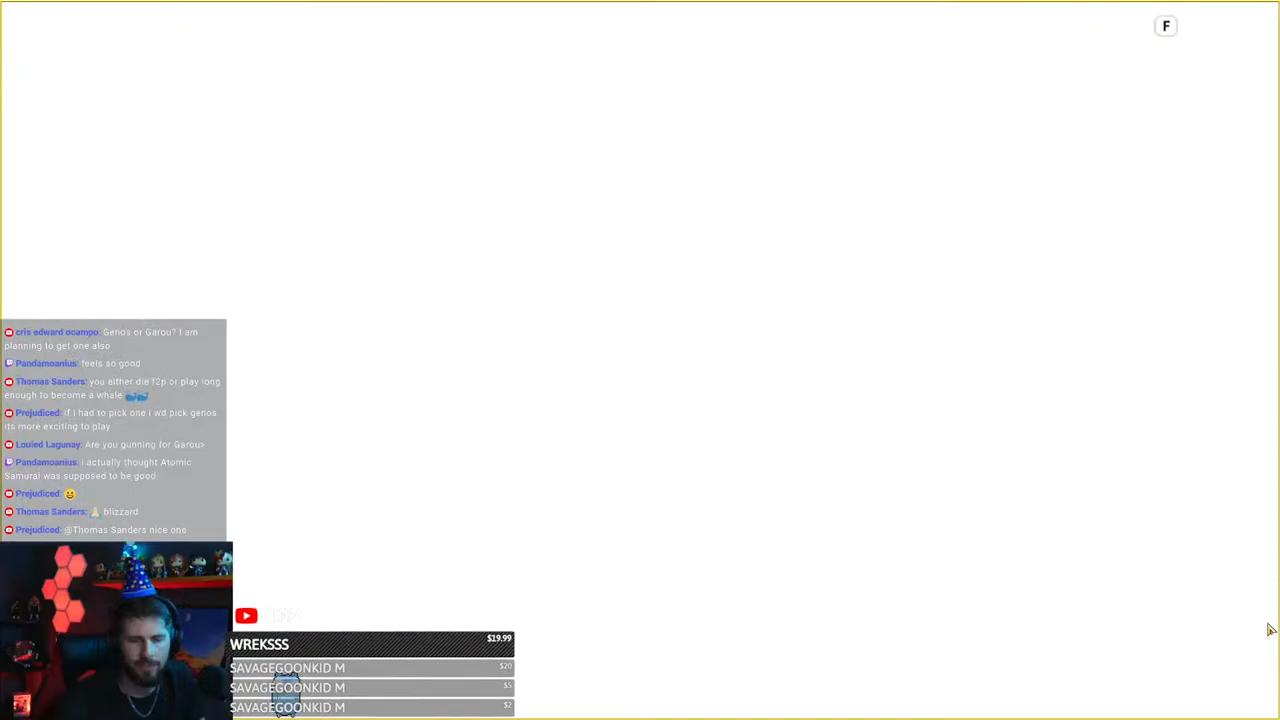 F
cris edward ocampo: Genos or Garou? I am
planning to get one also
Pandamoanius: feels so good
Thomas Sanders: you either die f2p or play long
enough to become a whale
Prejudiced: if I had to pick one i wd pick genos
its more exciting to play
Louied Lagunay: Are you gunning for Garou>
Pandamoanius: i actually thought Atomic
Samurai was supposed to be good
Prejudiced:
Thomas Sanders: blizzard
Prejudiced: @Thomas Sanders nice one
WREKSSS $19.99
SAVAGEGOONKID M $20
SAVAGEGOONKID M $5
SAVAGEGOONKID M $2